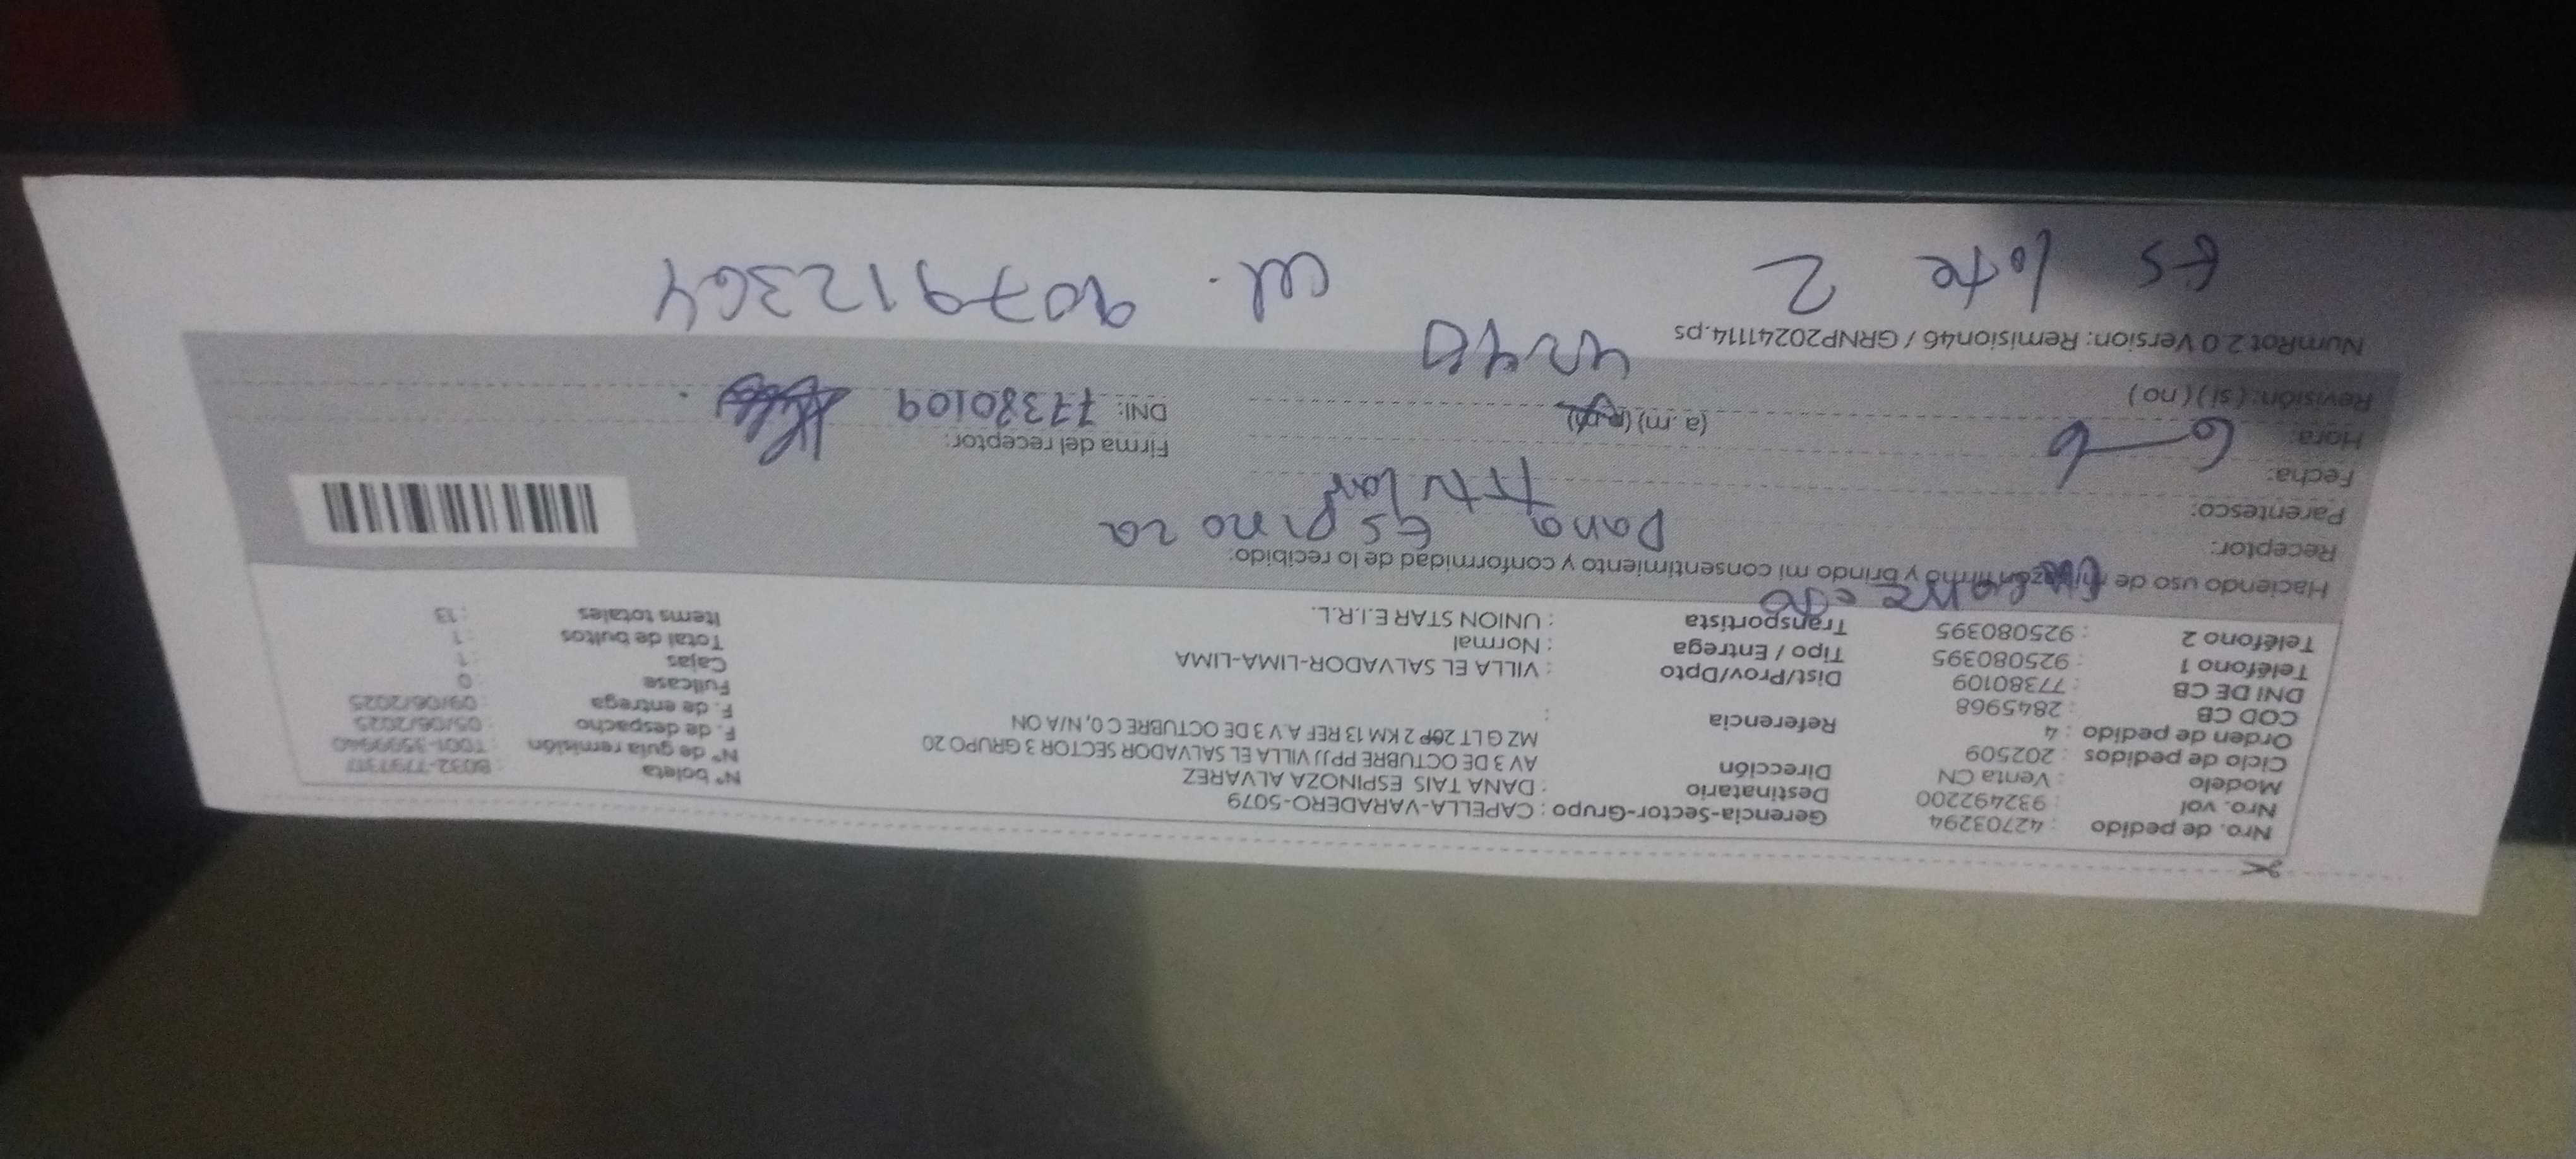 Nro. de pedido : 42703294
Nro. vol : 932492200
Modelo : Venta CN
Ciclo de pedidos : 202509
Orden de pedido : 4
COD CB : 2845968
DNI DE CB : 77380109
Teléfono 1 : 925080395
Teléfono 2 : 925080395
Gerencia-Sector-Grupo : CAPELLA-VARADERO-5079
Destinatario : DANA TAIS ESPINOZA ALVAREZ
Dirección AV 3 DE OCTUBRE PPJJ VILLA EL SALVADOR SECTOR 3 GRUPO 20
MZ G LT 20P 2 KM 13 REF A. V 3 DE OCTUBRE C 0, N/A ON
Referencia :
Dist/Prov/Dpto : VILLA EL SALVADOR-LIMA-LIMA
Tipo / Entrega : Normal
Transportista : UNION STAR E.I.R.L.
N° boleta : B032-7797317
N° de guía remisión : T001-3599940
F. de despacho : 05/06/2025
F. de entrega : 09/06/2025
Fullcase : 0
Cajas : 1
Total de bultos : 1
Items totales : 13
Haciendo uso de mi razón firmo y brindo mi consentimiento y conformidad de lo recibido:
Receptor: Dana Espinoza
Parentesco: Titular
Fecha: 6-6
Firma del receptor:
Hora: (a.m) (p.m)
DNI: 77380109
Revisión: ( si ) ( no )
NumRot 2.0 Version: Remision46 / GRNP20241114.ps
Es lote 2
cel. 907912364